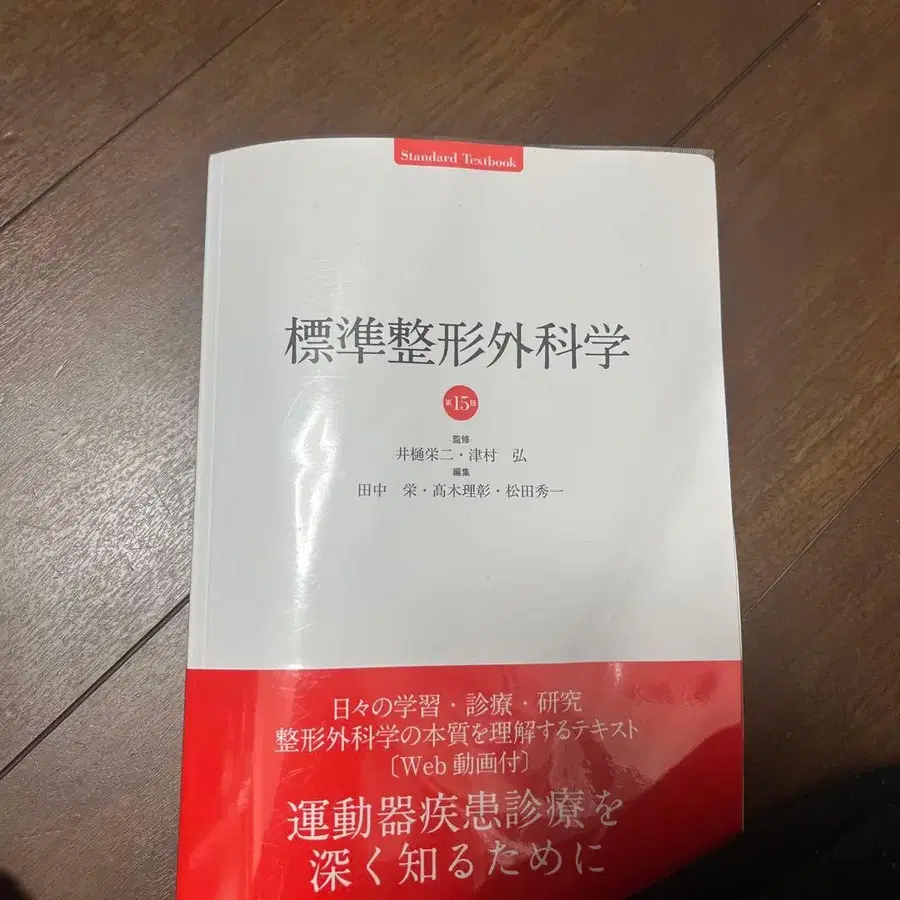 Standard Textbook
標準整形外科学
第15版
監修
井樋栄二・津村　弘
編集
田中　栄・髙木理彰・松田秀一
日々の学習・診療・研究
整形外科学の本質を理解するテキスト
〔Web動画付〕
運動器疾患診療を
深く知るために